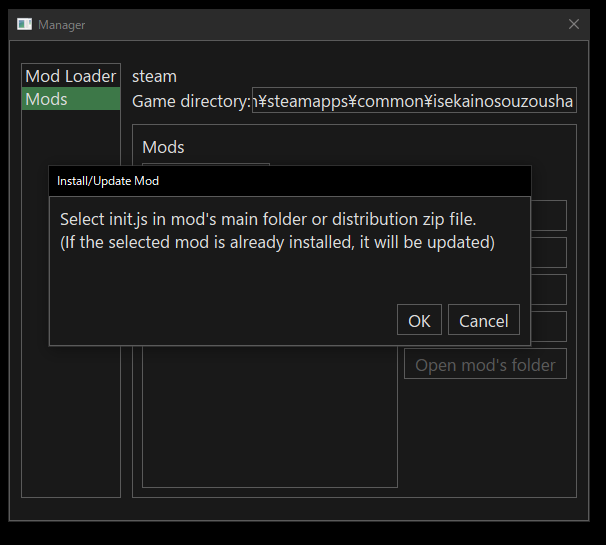 Manager
Mod Loader
Mods
steam
Game directory:
¥steamapps¥common¥isekainosouzousha
Mods
Install/Update Mod
Select init.js in mod's main folder or distribution zip file.
(If the selected mod is already installed, it will be updated)
OK
Cancel
Open mod's folder